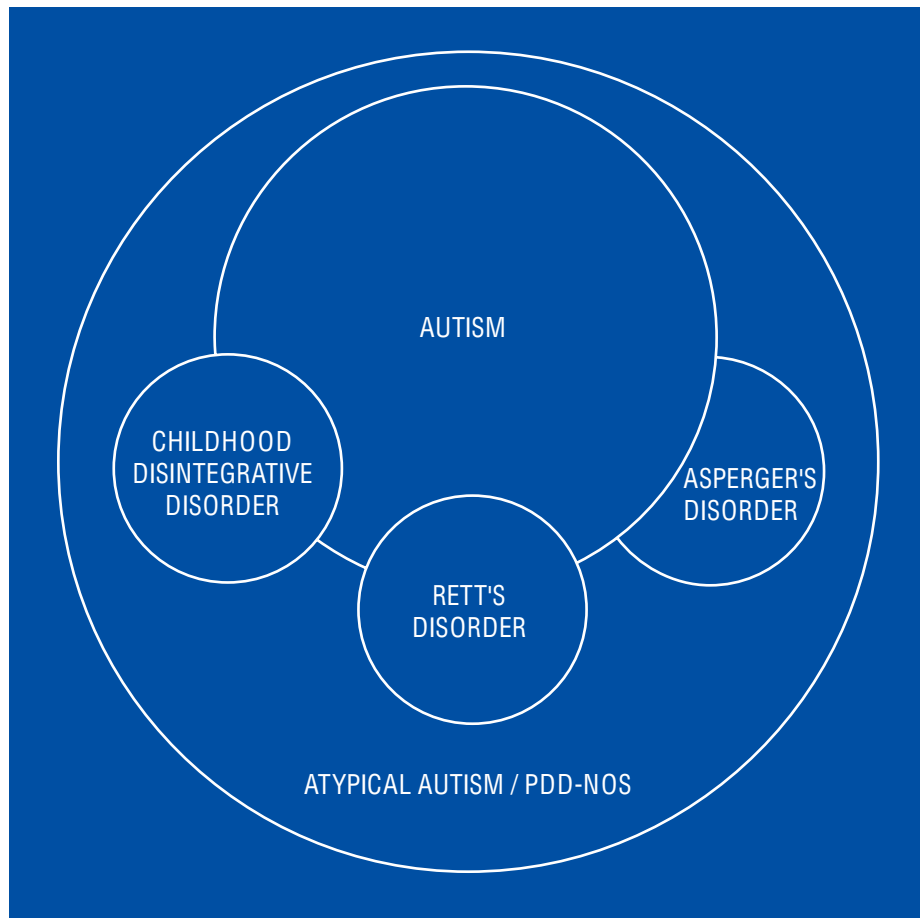 AUTISM
CHILDHOOD
DISINTEGRATIVE
DISORDER
ASPERGER'S
DISORDER
RETT'S
DISORDER
ATYPICAL AUTISM / PDD-NOS